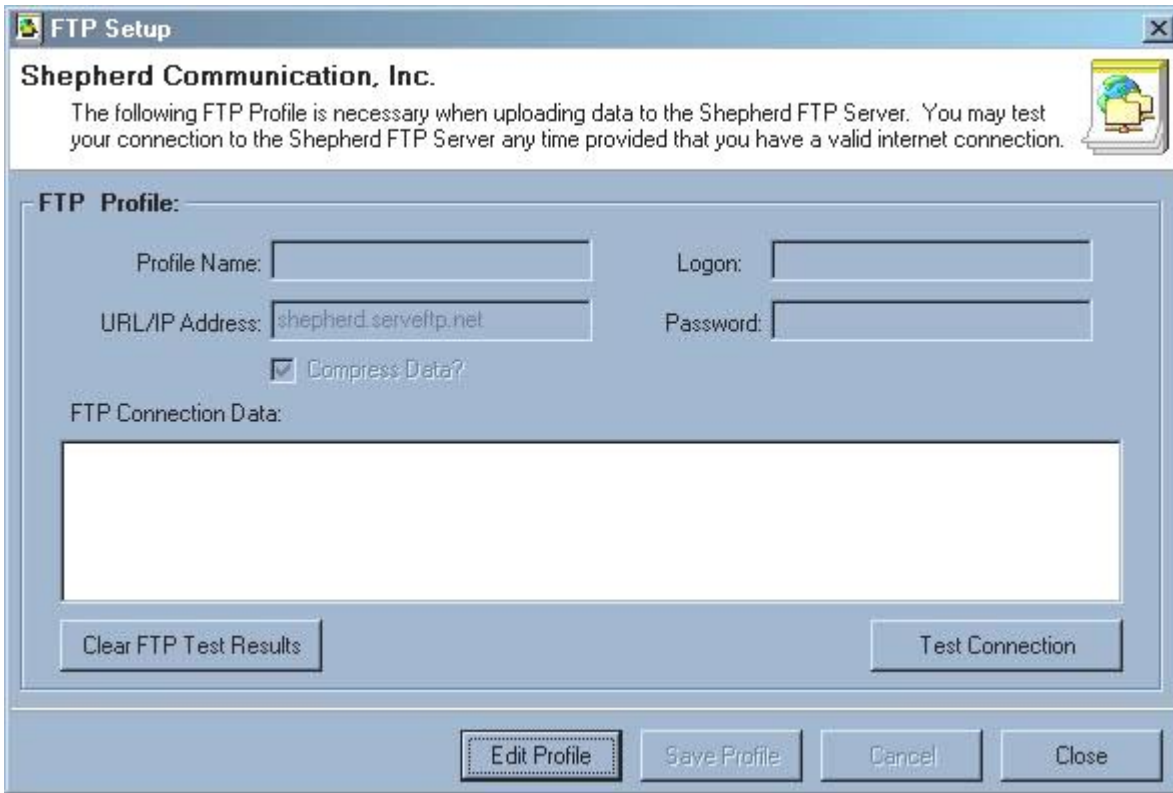 FTP Setup
Shepherd Communication, Inc.
The following FTP Profile is necessary when uploading data to the Shepherd FTP Server. You may test
your connection to the Shepherd FTP Server any time provided that you have a valid internet connection.
FTP Profile:
Profile Name:
Logon:
URL/IP Address: shepherd.serveftp.net
Password:
Compress Data?
FTP Connection Data:
Clear FTP Test Results
Test Connection
Edit Profile
Save Profile
Cancel
Close